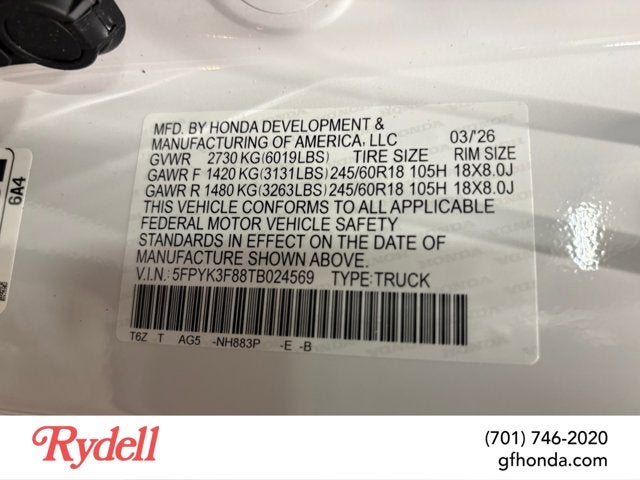 MFD. BY HONDA DEVELOPMENT &
MANUFACTURING OF AMERICA, LLC 03/'26
GVWR 2730 KG(6019LBS) TIRE SIZE RIM SIZE
GAWR F 1420 KG(3131LBS) 245/60R18 105H 18X8.0J
GAWR R 1480 KG(3263LBS) 245/60R18 105H 18X8.0J
THIS VEHICLE CONFORMS TO ALL APPLICABLE
FEDERAL MOTOR VEHICLE SAFETY
STANDARDS IN EFFECT ON THE DATE OF
MANUFACTURE SHOWN ABOVE.
V.I.N.: 5FPYK3F88TB024569 TYPE: TRUCK
T6Z T AG5 -NH883P -E -B
6A4
Rydell
(701) 746-2020
gfhonda.com